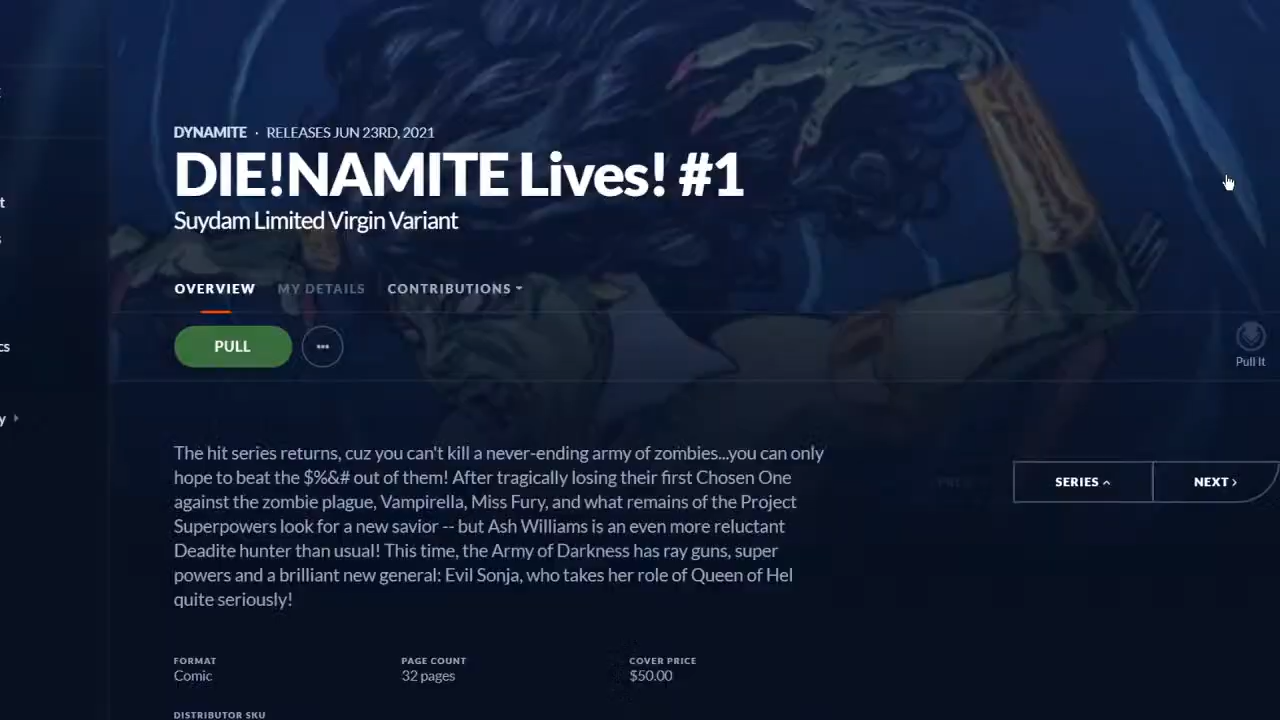 DYNAMITE · RELEASES JUN 23RD, 2021
DIE!NAMITE Lives! #1
Suydam Limited Virgin Variant
OVERVIEW MY DETAILS CONTRIBUTIONS
PULL
Pull It
The hit series returns, cuz you can't kill a never-ending army of zombies...you can only
hope to beat the $%&# out of them! After tragically losing their first Chosen One
against the zombie plague, Vampirella, Miss Fury, and what remains of the Project
Superpowers look for a new savior -- but Ash Williams is an even more reluctant
Deadite hunter than usual! This time, the Army of Darkness has ray guns, super
powers and a brilliant new general: Evil Sonja, who takes her role of Queen of Hel
quite seriously!
PREV SERIES NEXT
FORMAT PAGE COUNT COVER PRICE
Comic 32 pages $50.00
DISTRIBUTOR SKU